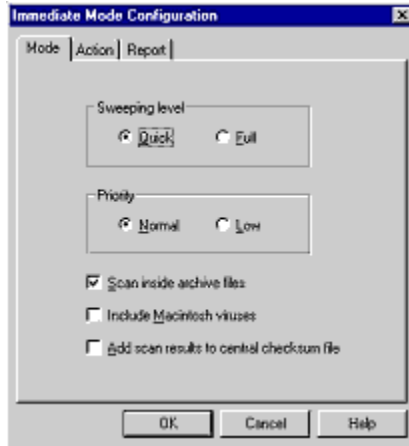 Immediate Mode Configuration
Mode Action Report
Sweeping level
Quick Full
Priority
Normal Low
Scan inside archive files
Include Macintosh viruses
Add scan results to central checksum file
OK Cancel Help